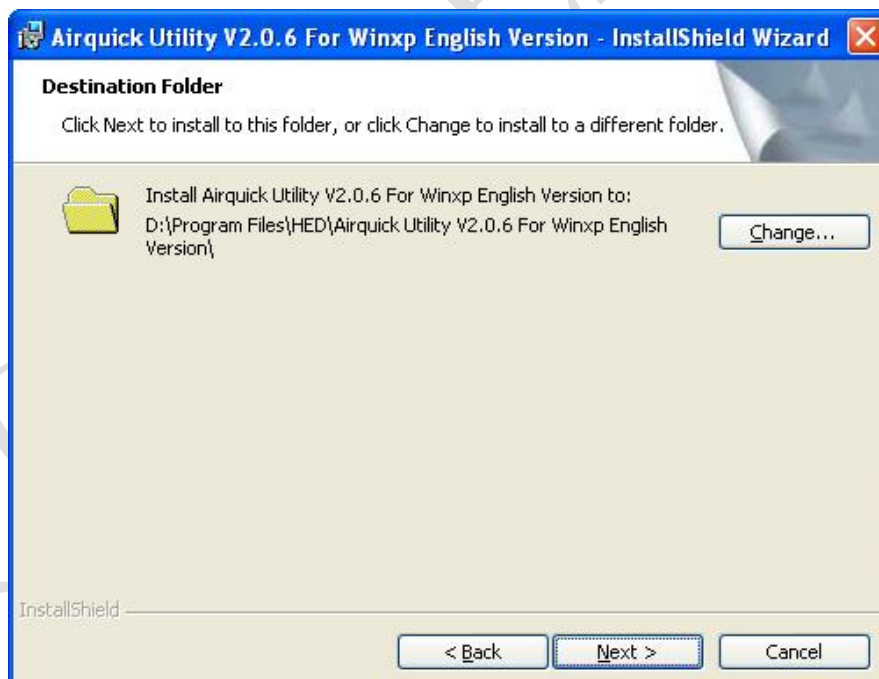 Airquick Utility V2.0.6 For Winxp English Version - InstallShield Wizard
Destination Folder
Click Next to install to this folder, or click Change to install to a different folder.
Install Airquick Utility V2.0.6 For Winxp English Version to:
D:\Program Files\HED\Airquick Utility V2.0.6 For Winxp English
Version\
Change...
InstallShield
< Back
Next >
Cancel